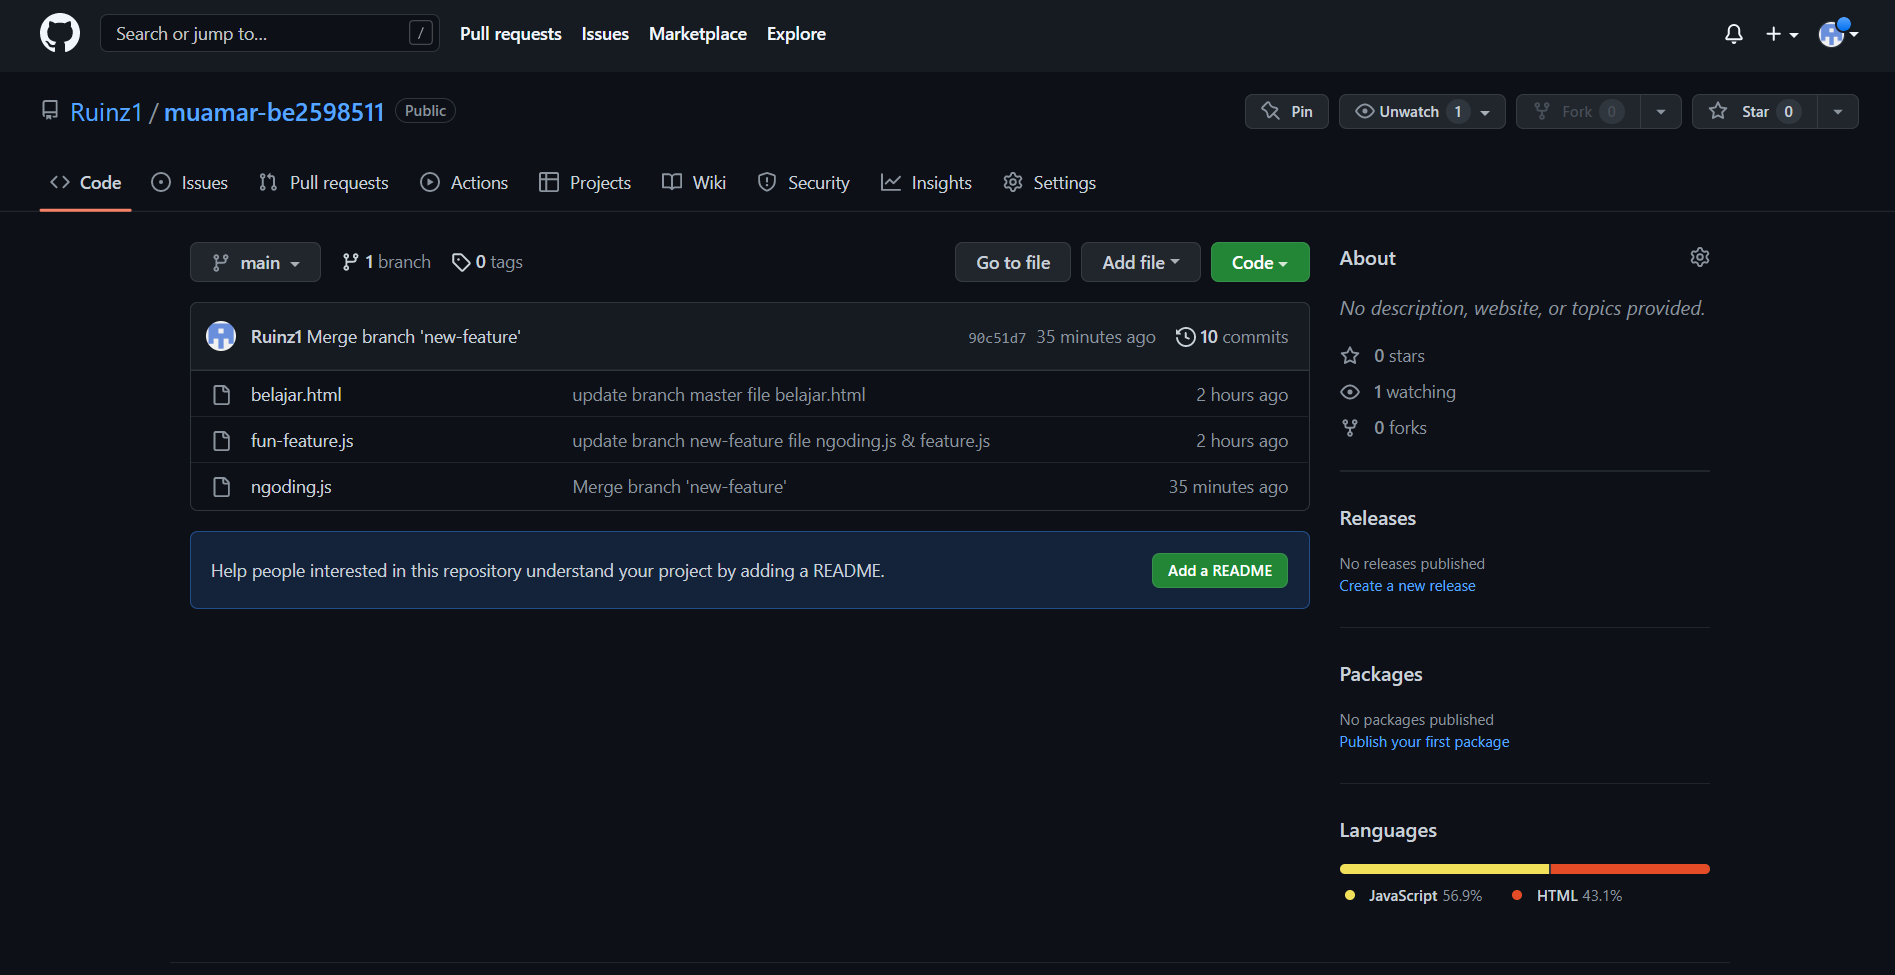 Search or jump to... /
Pull requests Issues Marketplace Explore
Ruinz1 / muamar-be2598511 Public
Pin Unwatch 1 Fork 0 Star 0
Code Issues Pull requests Actions Projects Wiki Security Insights Settings
main 1 branch 0 tags Go to file Add file Code
Ruinz1 Merge branch 'new-feature' 90c51d7 35 minutes ago 10 commits
belajar.html update branch master file belajar.html 2 hours ago
fun-feature.js update branch new-feature file ngoding.js & feature.js 2 hours ago
ngoding.js Merge branch 'new-feature' 35 minutes ago
Help people interested in this repository understand your project by adding a README. Add a README
About
No description, website, or topics provided.
0 stars
1 watching
0 forks
Releases
No releases published
Create a new release
Packages
No packages published
Publish your first package
Languages
JavaScript 56.9% HTML 43.1%